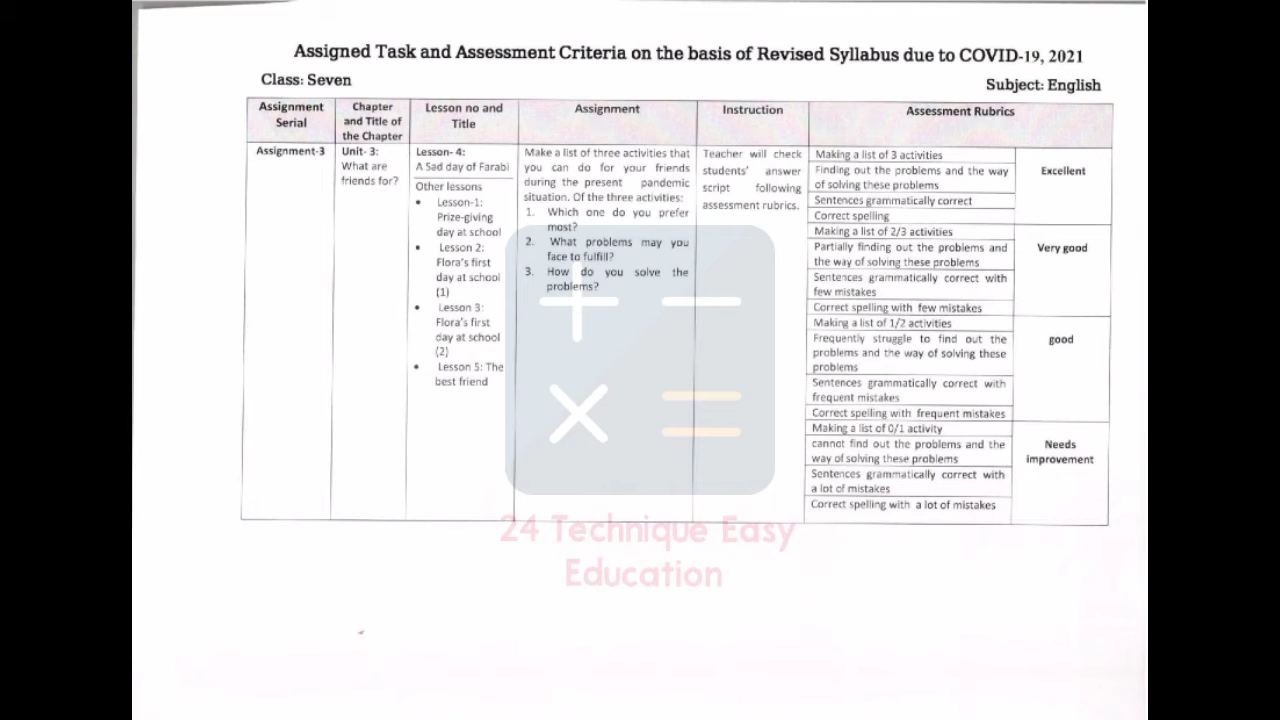 Assigned Task and Assessment Criteria on the basis of Revised Syllabus due to COVID-19, 2021
Class: Seven
Subject: English
Assignment
Serial
Chapter
and Title of
the Chapter
Lesson no and
Title
Assignment
Instruction
Assessment Rubrics
Assignment-3
Unit- 3:
What are
friends for?
Lesson- 4:
A Sad day of Farabi
Other lessons
• Lesson-1:
Prize-giving
day at school
• Lesson 2:
Flora's first
day at school
(1)
• Lesson 3:
Flora's first
day at school
(2)
• Lesson 5: The
best friend
Make a list of three activities that
you can do for your friends
during the present pandemic
situation. Of the three activities:
1. Which one do you prefer
most?
2. What problems may you
face to fulfill?
3. How do you solve the
problems?
Teacher will check
students' answer
script following
assessment rubrics.
Making a list of 3 activities
Finding out the problems and the way
of solving these problems
Sentences grammatically correct
Correct spelling
Excellent
Making a list of 2/3 activities
Partially finding out the problems and
the way of solving these problems
Sentences grammatically correct with
few mistakes
Correct spelling with few mistakes
Very good
Making a list of 1/2 activities
Frequently struggle to find out the
problems and the way of solving these
problems
Sentences grammatically correct with
frequent mistakes
Correct spelling with frequent mistakes
good
Making a list of 0/1 activity
cannot find out the problems and the
way of solving these problems
Sentences grammatically correct with
a lot of mistakes
Correct spelling with a lot of mistakes
Needs
improvement
24 Technique Easy
Education